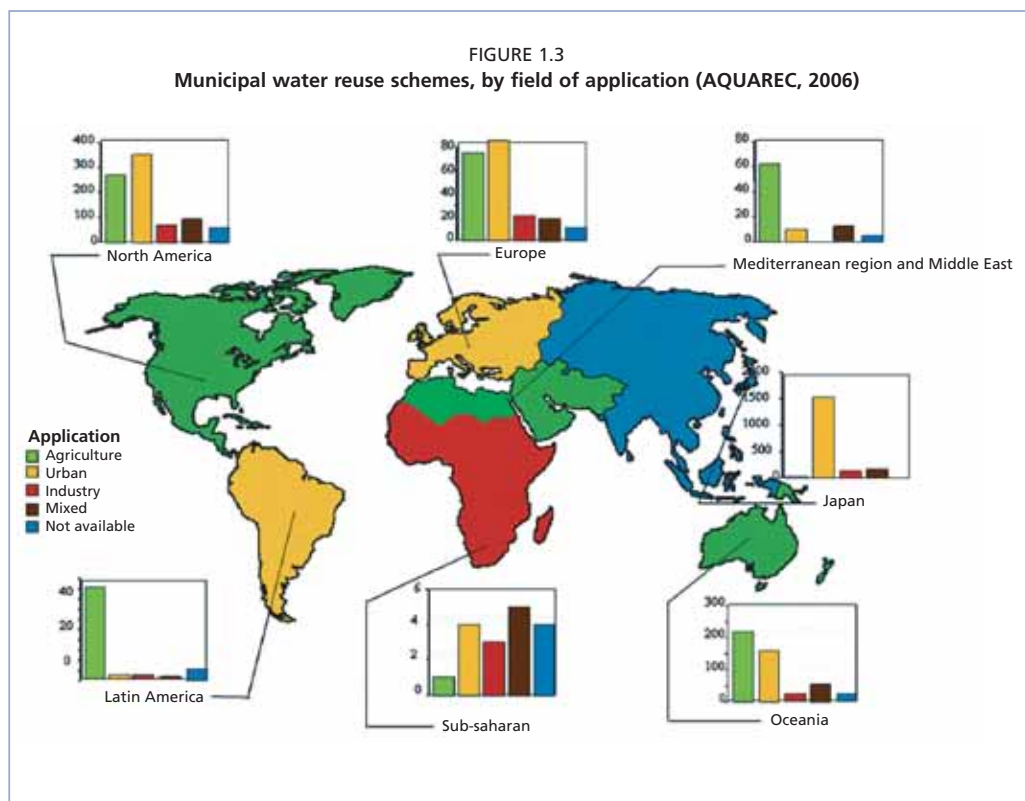 FIGURE 1.3
Municipal water reuse schemes, by field of application (AQUAREC, 2006)
400
300
200
100
0
North America
80
60
40
20
0
Europe
80
60
40
20
0
Mediterranean region and Middle East
Application
Agriculture
Urban
Industry
Mixed
Not available
1500
1000
500
0
Japan
40
20
0
Latin America
6
4
2
0
Sub-saharan
300
200
100
0
Oceania